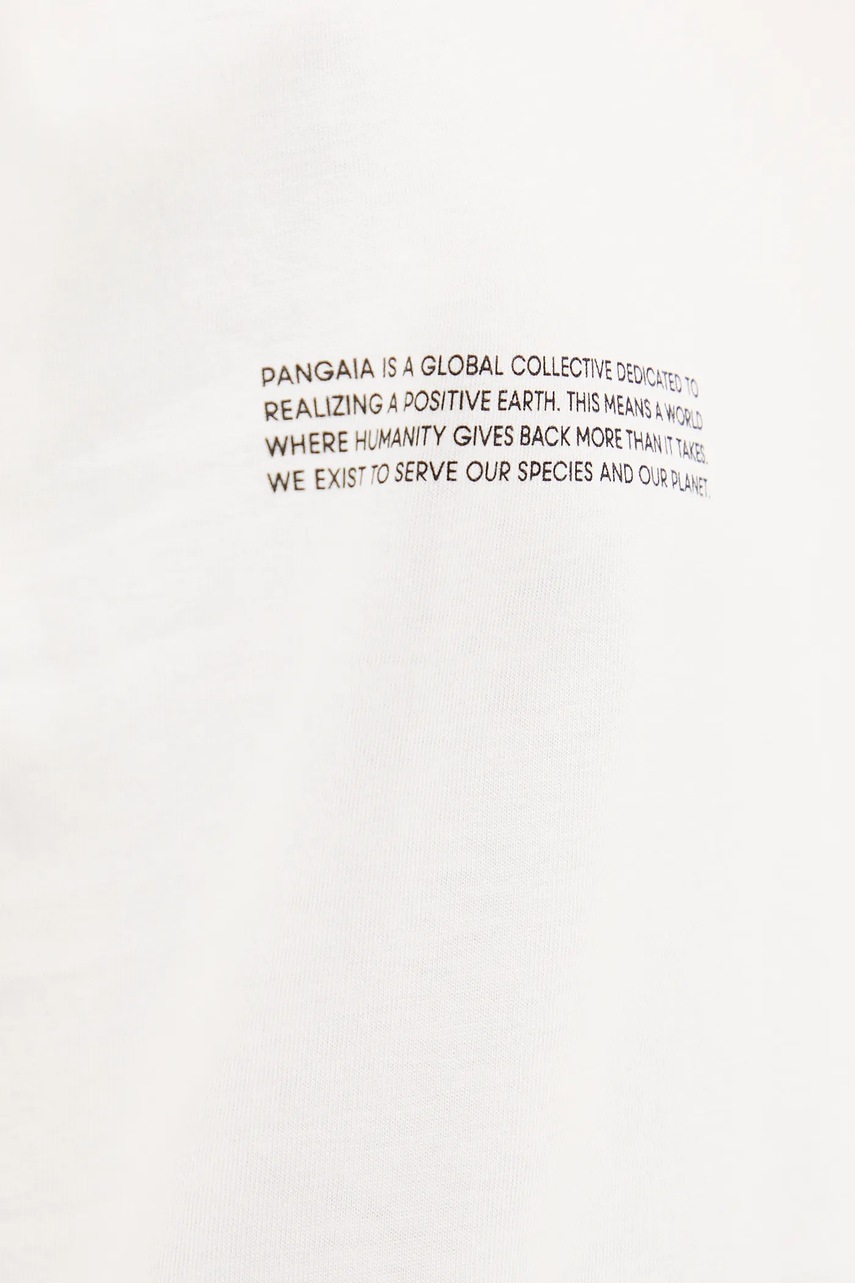 PANGAIA IS A GLOBAL COLLECTIVE DEDICATED TO
REALIZING A POSITIVE EARTH. THIS MEANS A WORLD
WHERE HUMANITY GIVES BACK MORE THAN IT TAKES.
WE EXIST TO SERVE OUR SPECIES AND OUR PLANET.